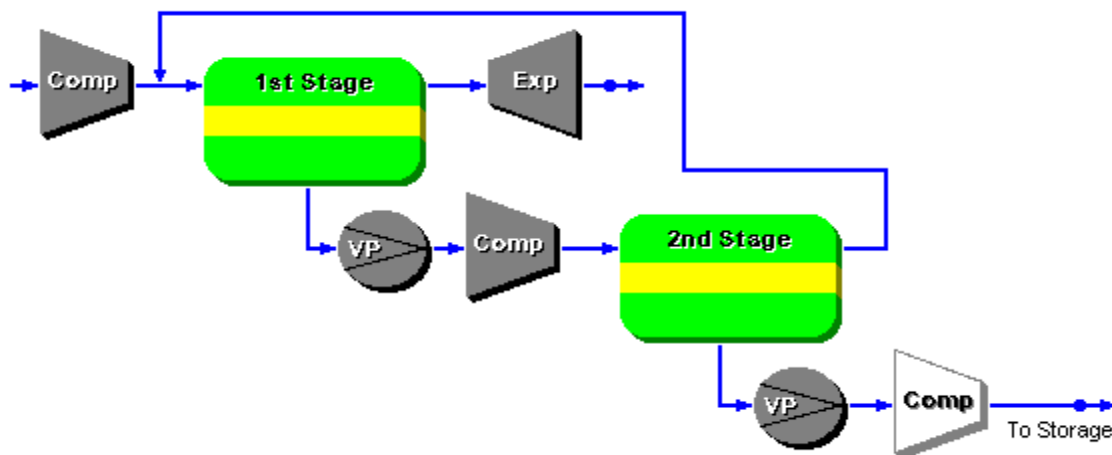 Comp
1st Stage
Exp
VP
Comp
2nd Stage
VP
Comp
To Storage